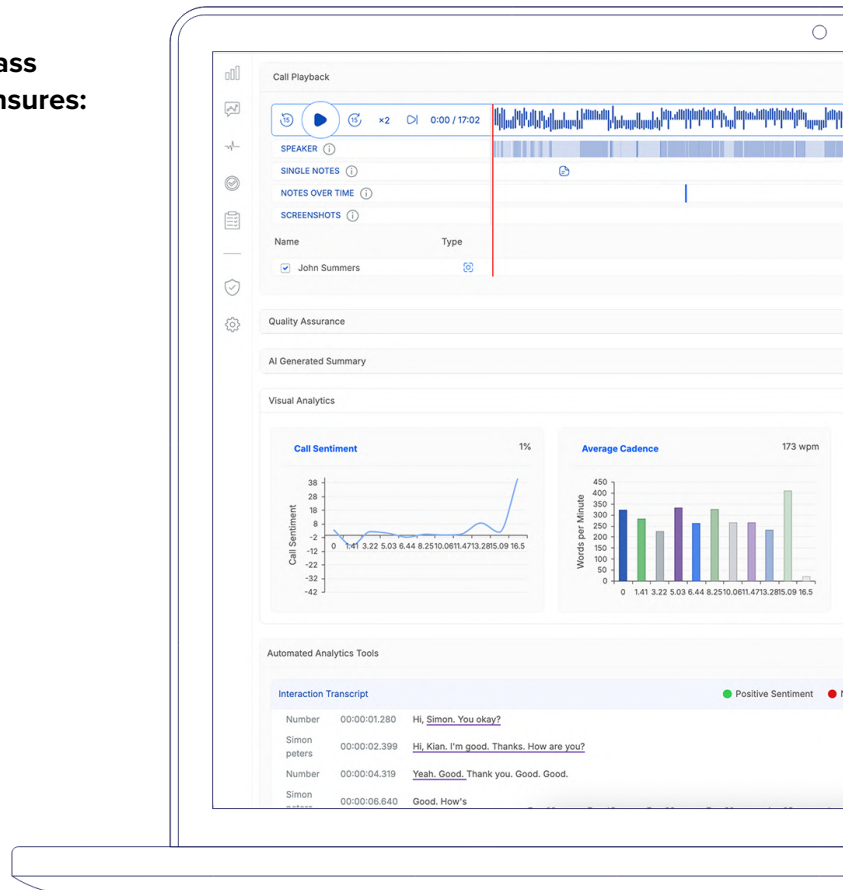 ass
nsures:
Call Playback
15 15 ×2 0:00 / 17:02
SPEAKER i
SINGLE NOTES i
NOTES OVER TIME i
SCREENSHOTS i
Name Type
John Summers
Quality Assurance
AI Generated Summary
Visual Analytics
Call Sentiment 1%
38
28
18
8
-2
-12
-22
-32
-42
Call Sentiment
0 1.41 3.22 5.03 6.44 8.25 10.06 11.47 13.28 15.09 16.5
Average Cadence 173 wpm
450
400
350
300
250
200
150
100
50
0
Words per Minute
0 1.41 3.22 5.03 6.44 8.25 10.06 11.47 13.28 15.09 16.5
Automated Analytics Tools
Interaction Transcript Positive Sentiment
Number 00:00:01.280 Hi, Simon. You okay?
Simon
peters 00:00:02.399 Hi, Kian. I'm good. Thanks. How are you?
Number 00:00:04.319 Yeah. Good. Thank you. Good. Good.
Simon
00:00:06.640 Good. How's